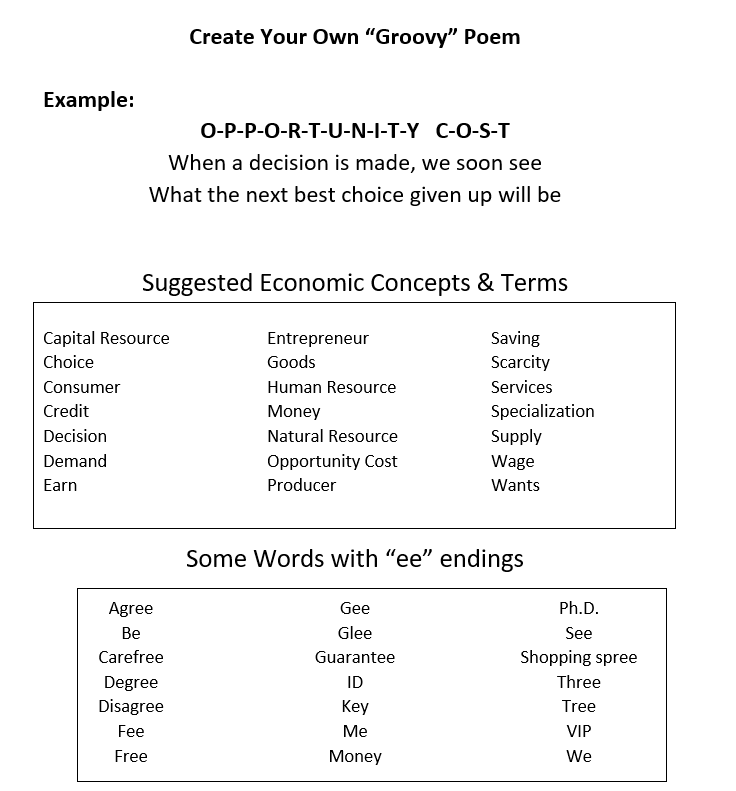 Create Your Own “Groovy” Poem
Example:
O-P-P-O-R-T-U-N-I-T-Y C-O-S-T
When a decision is made, we soon see
What the next best choice given up will be
Suggested Economic Concepts & Terms
Capital Resource Entrepreneur Saving
Choice Goods Scarcity
Consumer Human Resource Services
Credit Money Specialization
Decision Natural Resource Supply
Demand Opportunity Cost Wage
Earn Producer Wants
Some Words with “ee” endings
Agree Gee Ph.D.
Be Glee See
Carefree Guarantee Shopping spree
Degree ID Three
Disagree Key Tree
Fee Me VIP
Free Money We